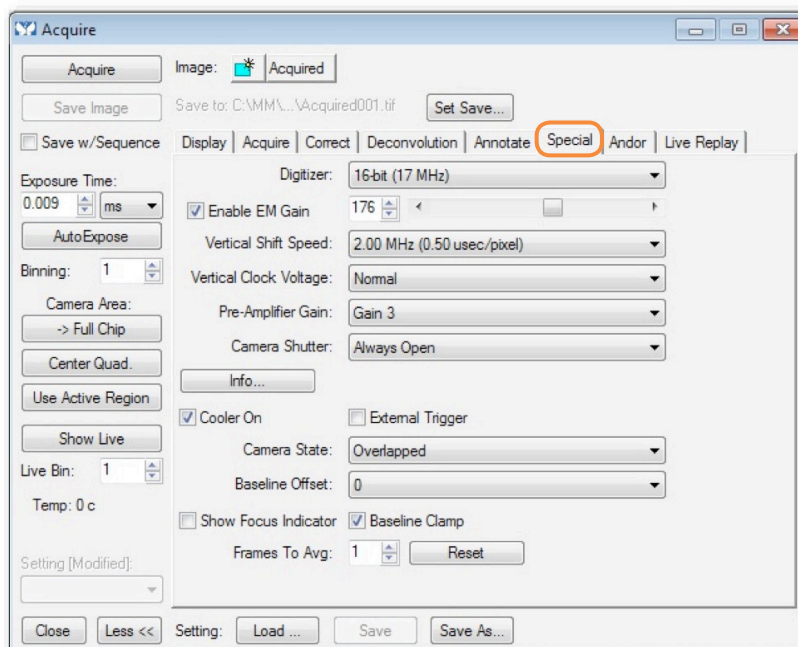 Acquire
Acquire
Image: Acquired
Save Image
Save to: C:\MM\...\Acquired001.tif Set Save...
Save w/Sequence
Display Acquire Correct Deconvolution Annotate Special Andor Live Replay
Exposure Time:
0.009 ms
AutoExpose
Binning: 1
Camera Area:
-> Full Chip
Center Quad.
Use Active Region
Show Live
Live Bin: 1
Temp: 0 c
Setting [Modified]:
Digitizer: 16-bit (17 MHz)
Enable EM Gain 176
Vertical Shift Speed: 2.00 MHz (0.50 usec/pixel)
Vertical Clock Voltage: Normal
Pre-Amplifier Gain: Gain 3
Camera Shutter: Always Open
Info...
Cooler On External Trigger
Camera State: Overlapped
Baseline Offset: 0
Show Focus Indicator Baseline Clamp
Frames To Avg: 1 Reset
Close Less << Setting: Load ... Save Save As...